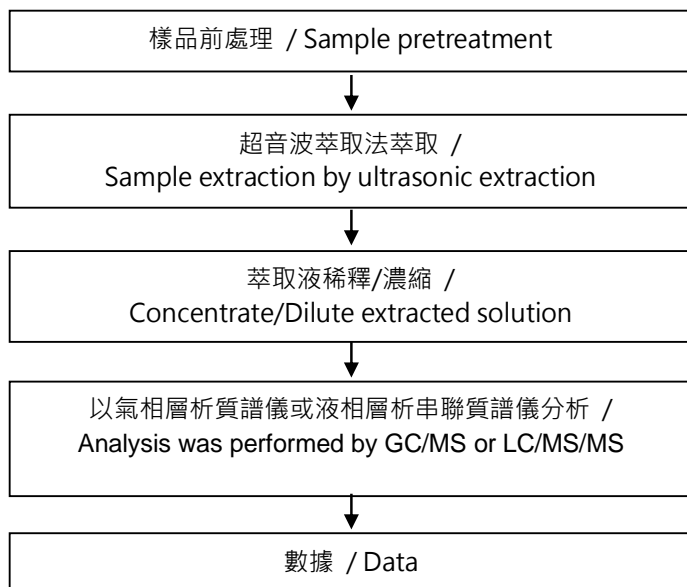 樣品前處理 / Sample pretreatment
超音波萃取法萃取 /
Sample extraction by ultrasonic extraction
萃取液稀釋/濃縮 /
Concentrate/Dilute extracted solution
以氣相層析質譜儀或液相層析串聯質譜儀分析 /
Analysis was performed by GC/MS or LC/MS/MS
數據 / Data